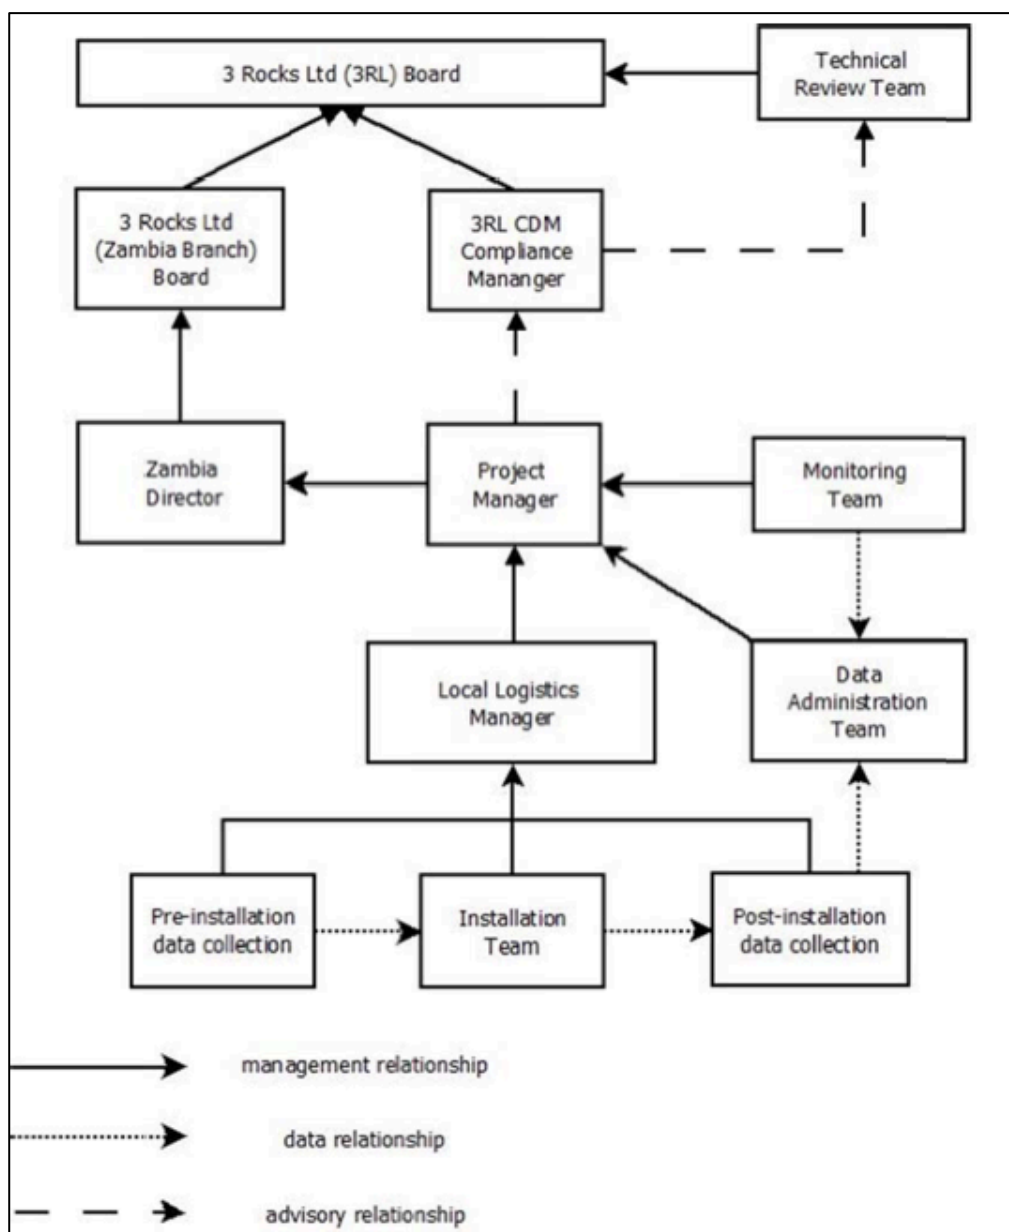 3 Rocks Ltd (3RL) Board
Technical
Review Team
3 Rocks Ltd
(Zambia Branch)
Board
3RL CDM
Compliance
Mananger
Zambia
Director
Project
Manager
Monitoring
Team
Local Logistics
Manager
Data
Administration
Team
Pre-installation
data collection
Installation
Team
Post-installation
data collection
management relationship
data relationship
advisory relationship